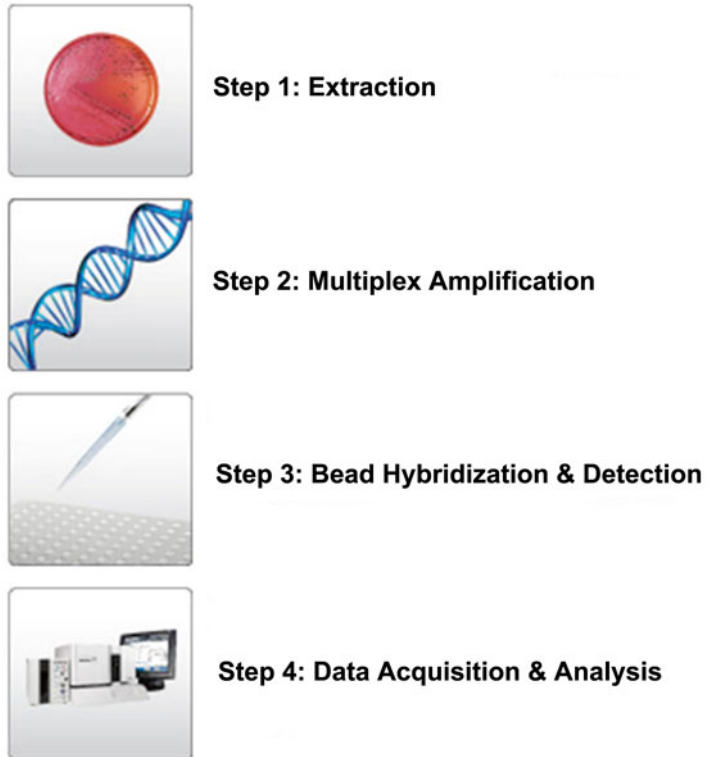 Step 1: Extraction
Step 2: Multiplex Amplification
Step 3: Bead Hybridization & Detection
Step 4: Data Acquisition & Analysis